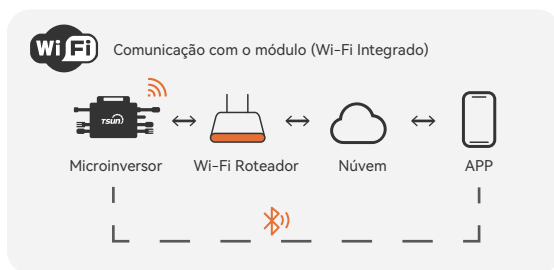 Wi Fi
Comunicação com o módulo (Wi-Fi Integrado)
TSUN
Microinversor
Wi-Fi Roteador
Núvem
APP